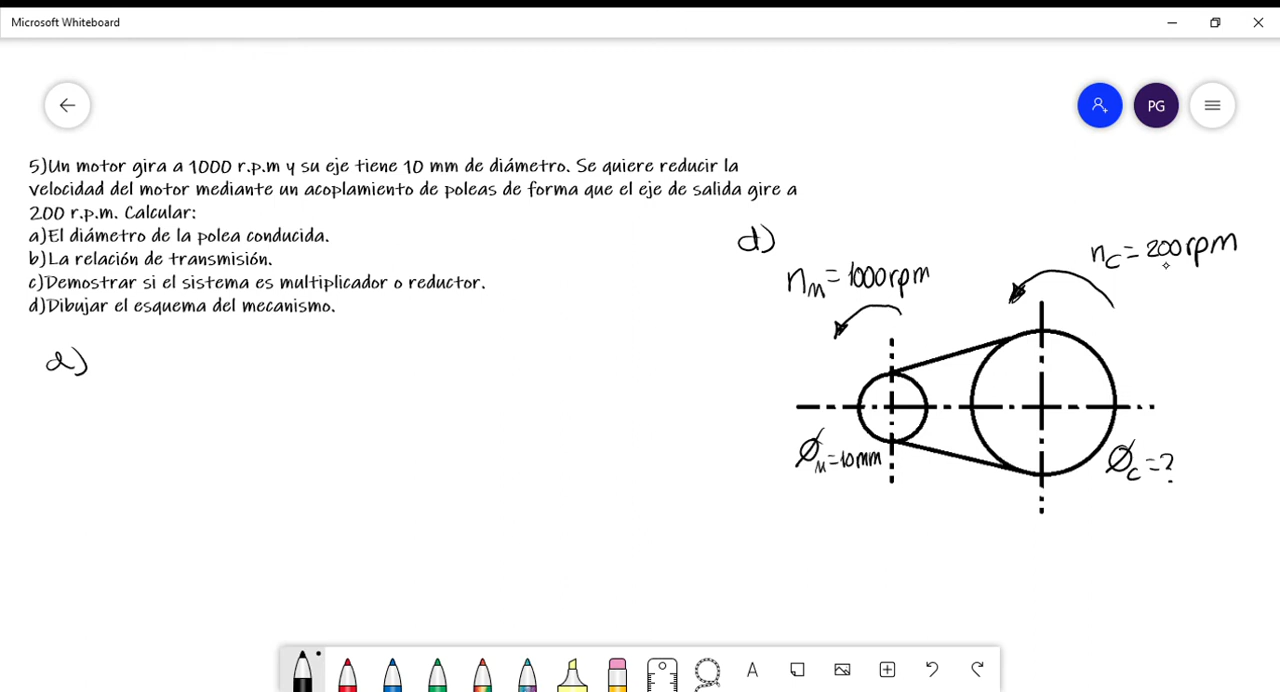 Microsoft Whiteboard
PG
5)Un motor gira a 1000 r.p.m y su eje tiene 10 mm de diámetro. Se quiere reducir la
velocidad del motor mediante un acoplamiento de poleas de forma que el eje de salida gire a
200 r.p.m. Calcular:
a)El diámetro de la polea conducida.
b)La relación de transmisión.
c)Demostrar si el sistema es multiplicador o reductor.
d)Dibujar el esquema del mecanismo.
d)
n_C = 200 rpm
n_M = 1000 rpm
a)
Ø_M = 10 mm
Ø_C = ?
A